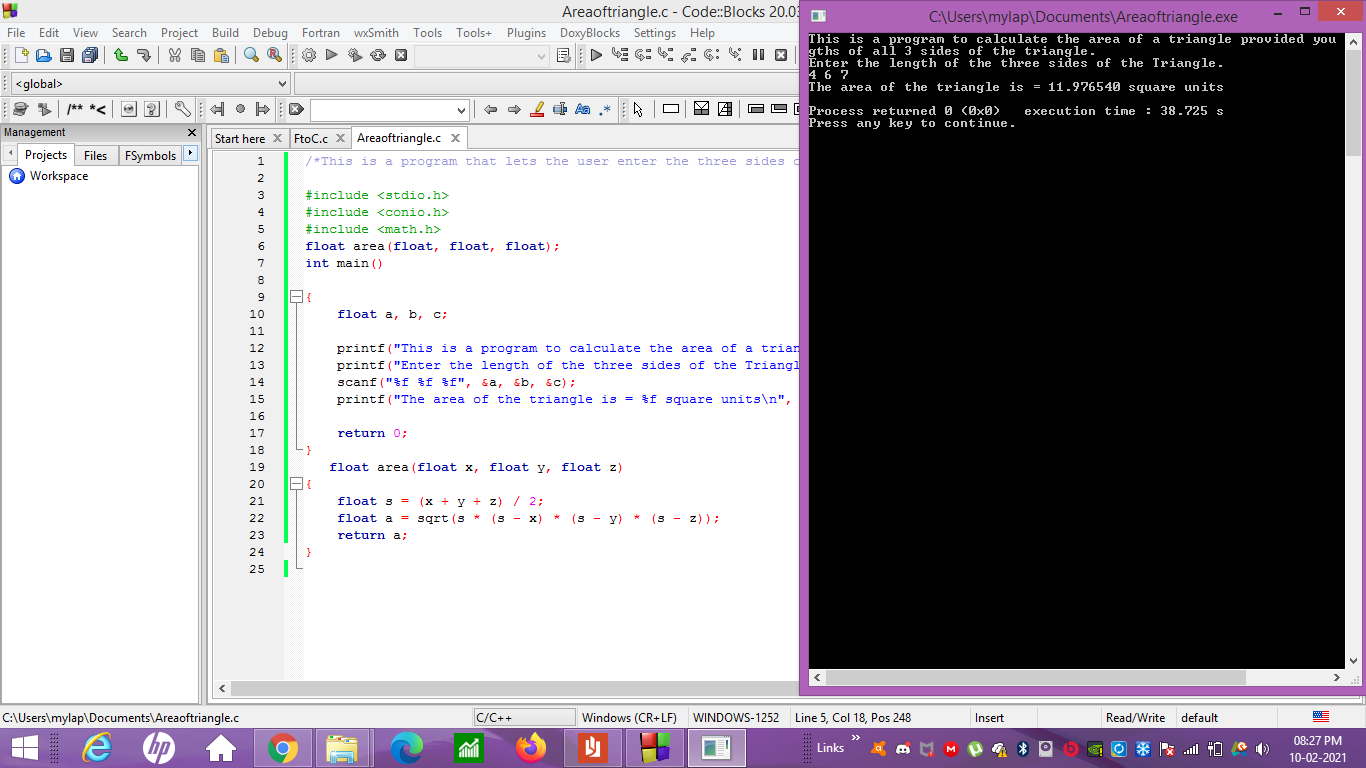 Areaoftriangle.c - Code::Blocks 20.03
File Edit View Search Project Build Debug Fortran wxSmith Tools Tools+ Plugins DoxyBlocks Settings Help
<global>
/** *<
Aa .*
Management
Projects Files FSymbols
Workspace
Start here FtoC.c Areaoftriangle.c
1 /*This is a program that lets the user enter the three sides
2
3 #include <stdio.h>
4 #include <conio.h>
5 #include <math.h>
6 float area(float, float, float);
7 int main()
8
9 {
10 float a, b, c;
11
12 printf("This is a program to calculate the area of a
13 printf("Enter the length of the three sides of the
14 scanf("%f %f %f", &a, &b, &c);
15 printf("The area of the triangle is = %f square units\n",
16
17 return 0;
18 }
19 float area(float x, float y, float z)
20 {
21 float s = (x + y + z) / 2;
22 float a = sqrt(s * (s - x) * (s - y) * (s - z));
23 return a;
24 }
25
C:\Users\mylap\Documents\Areaoftriangle.exe
This is a program to calculate the area of a triangle provided you
gths of all 3 sides of the triangle.
Enter the length of the three sides of the Triangle.
4 6 7
The area of the triangle is = 11.976540 square units
Process returned 0 (0x0) execution time : 38.725 s
Press any key to continue.
C:\Users\mylap\Documents\Areaoftriangle.c C/C++ Windows (CR+LF) WINDOWS-1252 Line 5, Col 18, Pos 248 Insert Read/Write default
Links
08:27 PM
10-02-2021